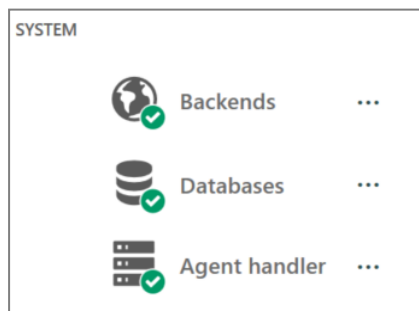 SYSTEM
Backends ...
Databases ...
Agent handler ...